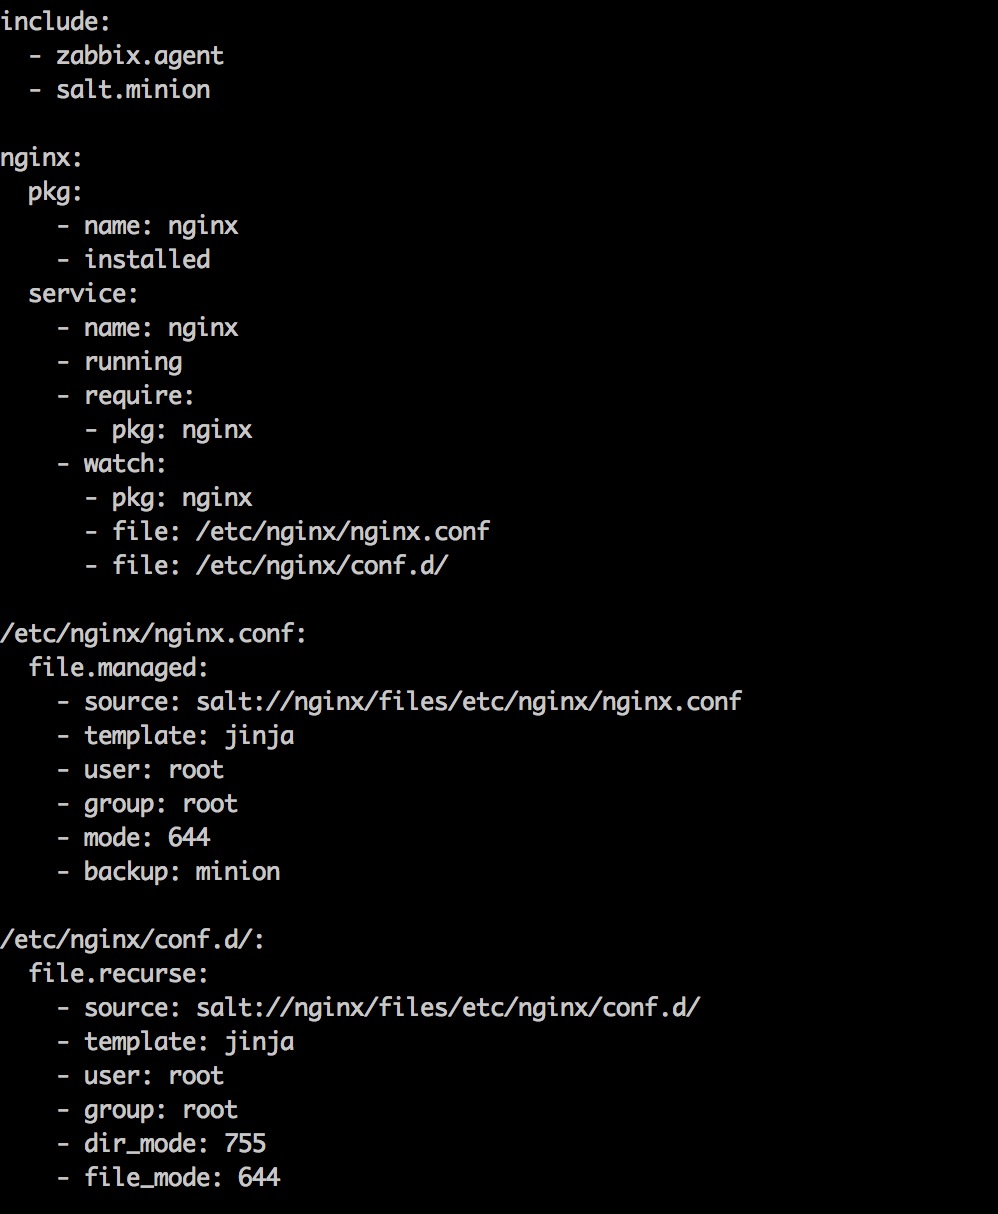 include:
  - zabbix.agent
  - salt.minion

nginx:
  pkg:
    - name: nginx
    - installed
  service:
    - name: nginx
    - running
    - require:
      - pkg: nginx
    - watch:
      - pkg: nginx
      - file: /etc/nginx/nginx.conf
      - file: /etc/nginx/conf.d/

/etc/nginx/nginx.conf:
  file.managed:
    - source: salt://nginx/files/etc/nginx/nginx.conf
    - template: jinja
    - user: root
    - group: root
    - mode: 644
    - backup: minion

/etc/nginx/conf.d/:
  file.recurse:
    - source: salt://nginx/files/etc/nginx/conf.d/
    - template: jinja
    - user: root
    - group: root
    - dir_mode: 755
    - file_mode: 644